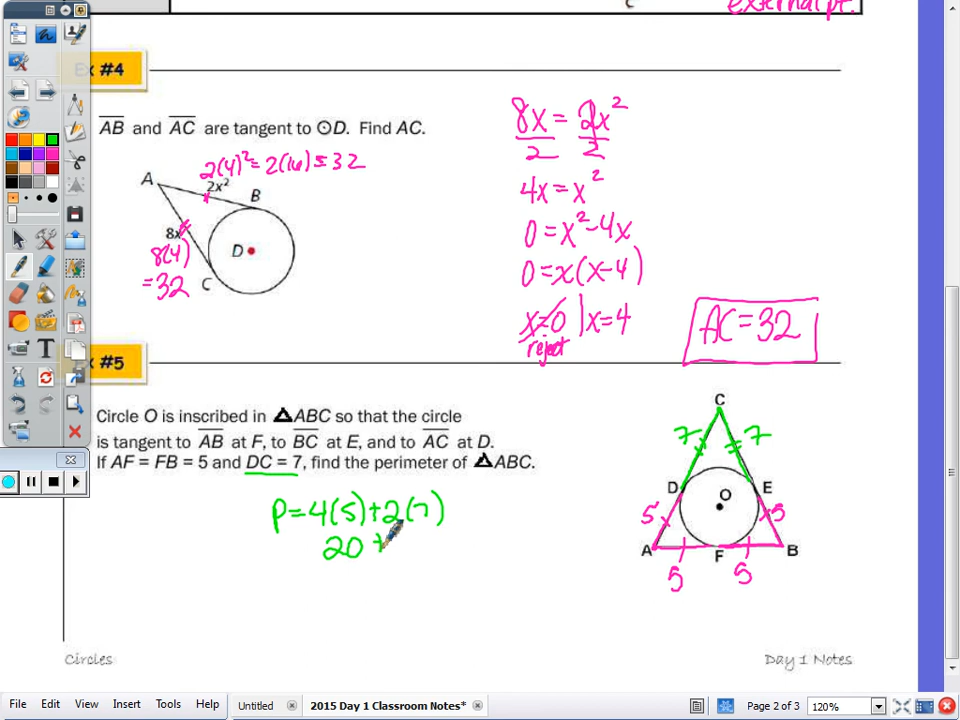 C
external pt.
Ex #4
AB and AC are tangent to ⊙D. Find AC.
2(4)² = 2(16) = 32
A
2x²
B
8x
D
8(4)
= 32
C
8x = 2x²
2 2
4x = x²
0 = x² - 4x
0 = x(x-4)
x=0 | x=4
reject
AC = 32
Ex #5
Circle O is inscribed in △ABC so that the circle
is tangent to AB at F, to BC at E, and to AC at D.
If AF = FB = 5 and DC = 7, find the perimeter of △ABC.
P = 4(5) + 2(7)
20 +
C
7 7
D E
O
5 5
A F B
5 5
Circles Day 1 Notes
File Edit View Insert Tools Help Untitled 2015 Day 1 Classroom Notes* Page 2 of 3 120%